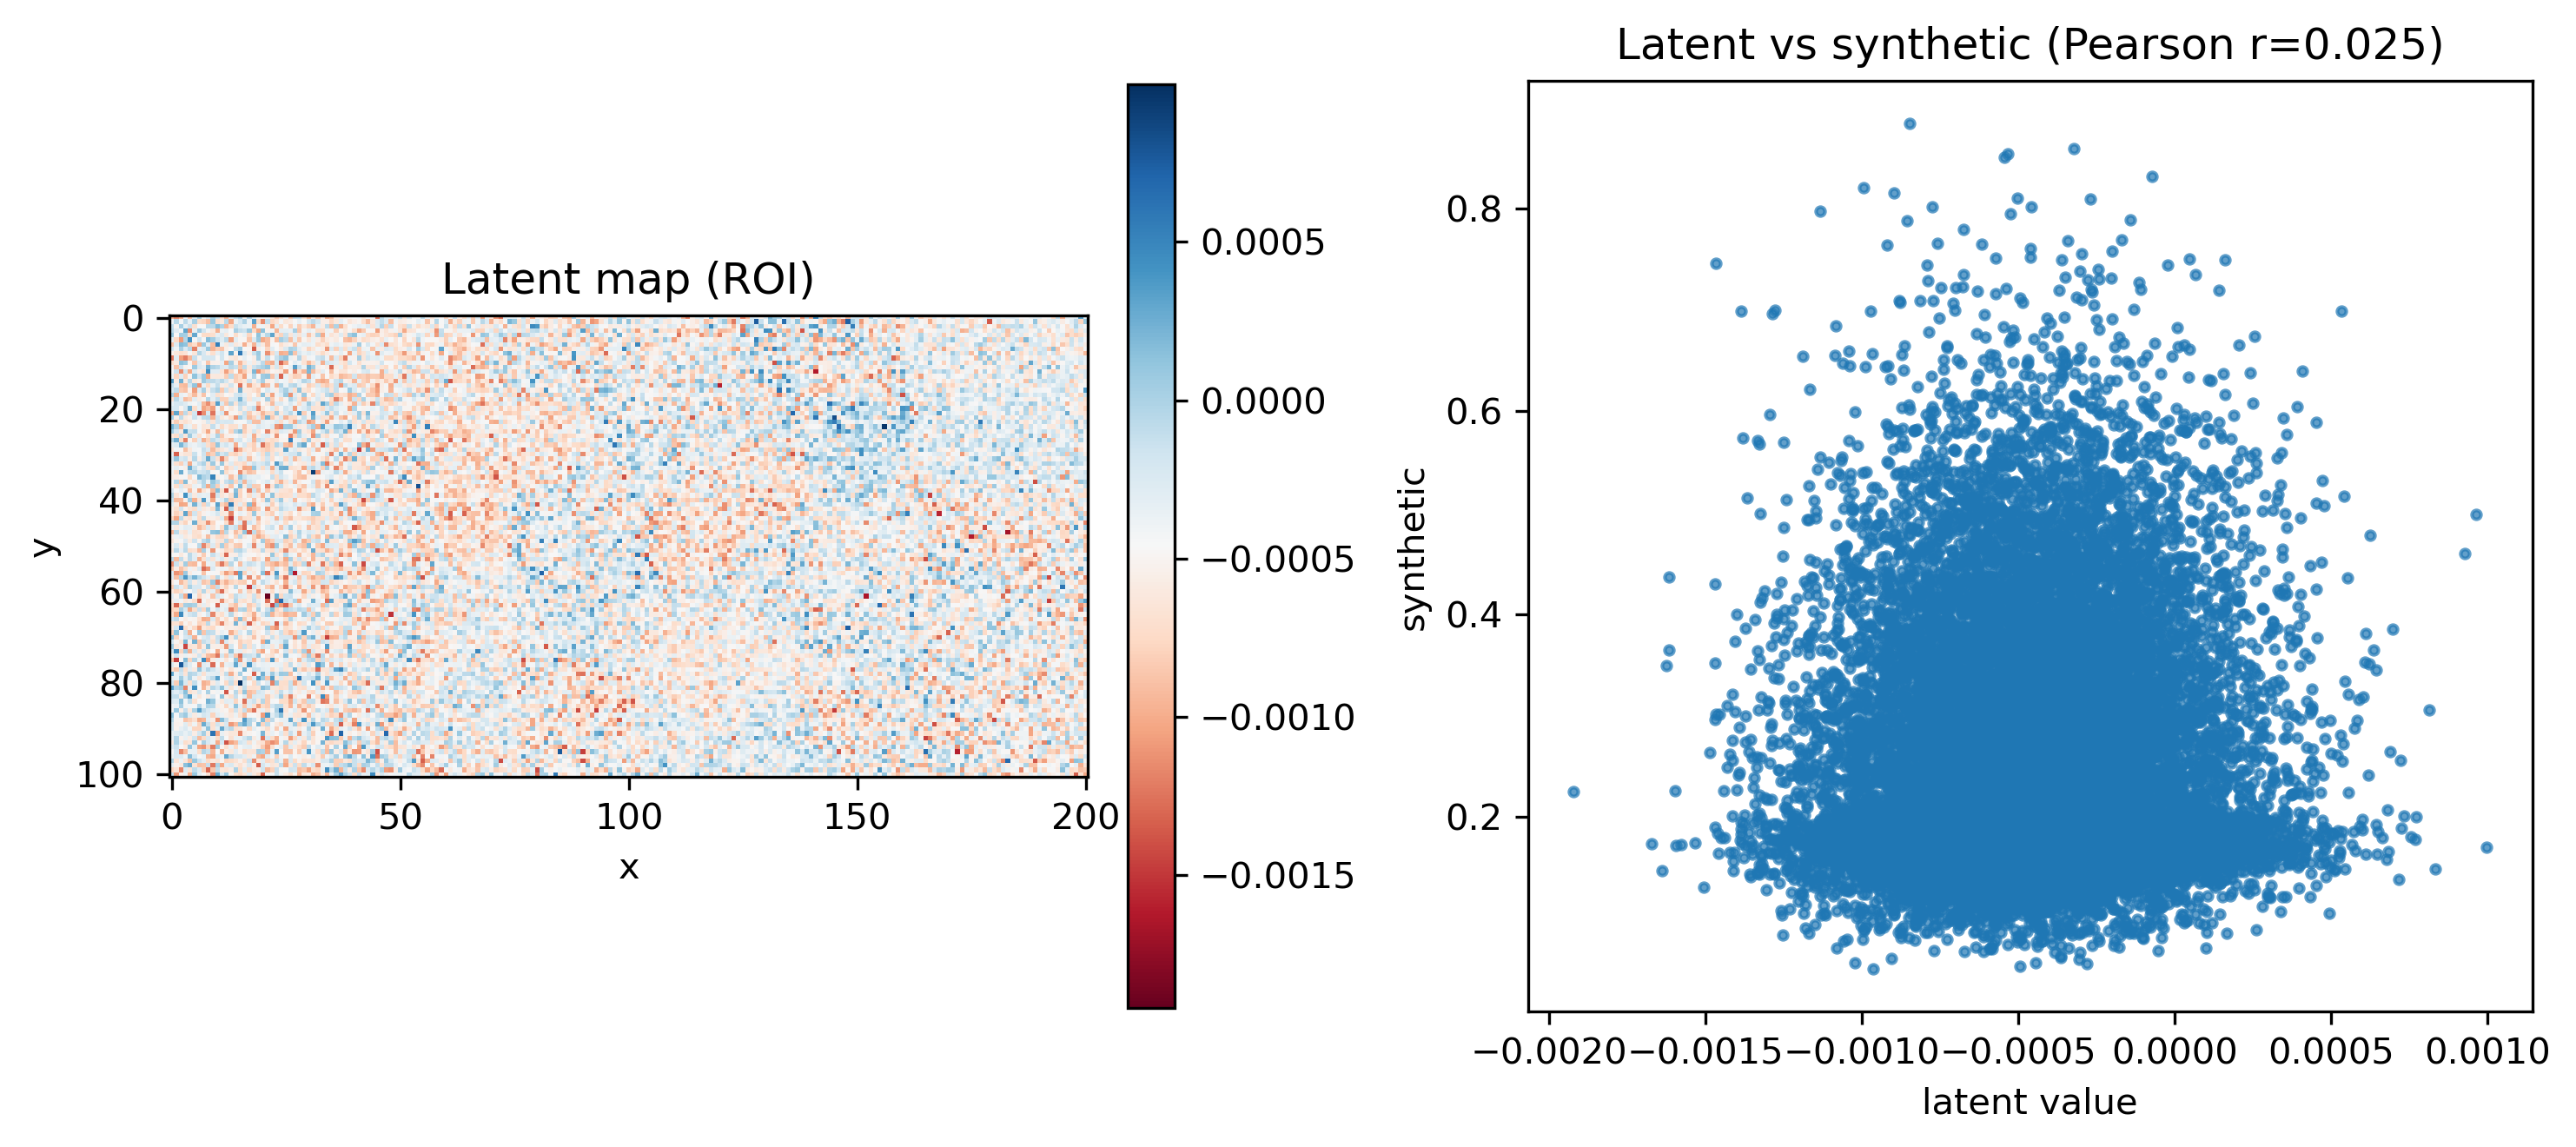 Latent map (ROI)
0
20
40
60
80
100
y
0 50 100 150 200
x
0.0005
0.0000
−0.0005
−0.0010
−0.0015
Latent vs synthetic (Pearson r=0.025)
0.8
0.6
0.4
0.2
synthetic
−0.0020 −0.0015 −0.0010 −0.0005 0.0000 0.0005 0.0010
latent value